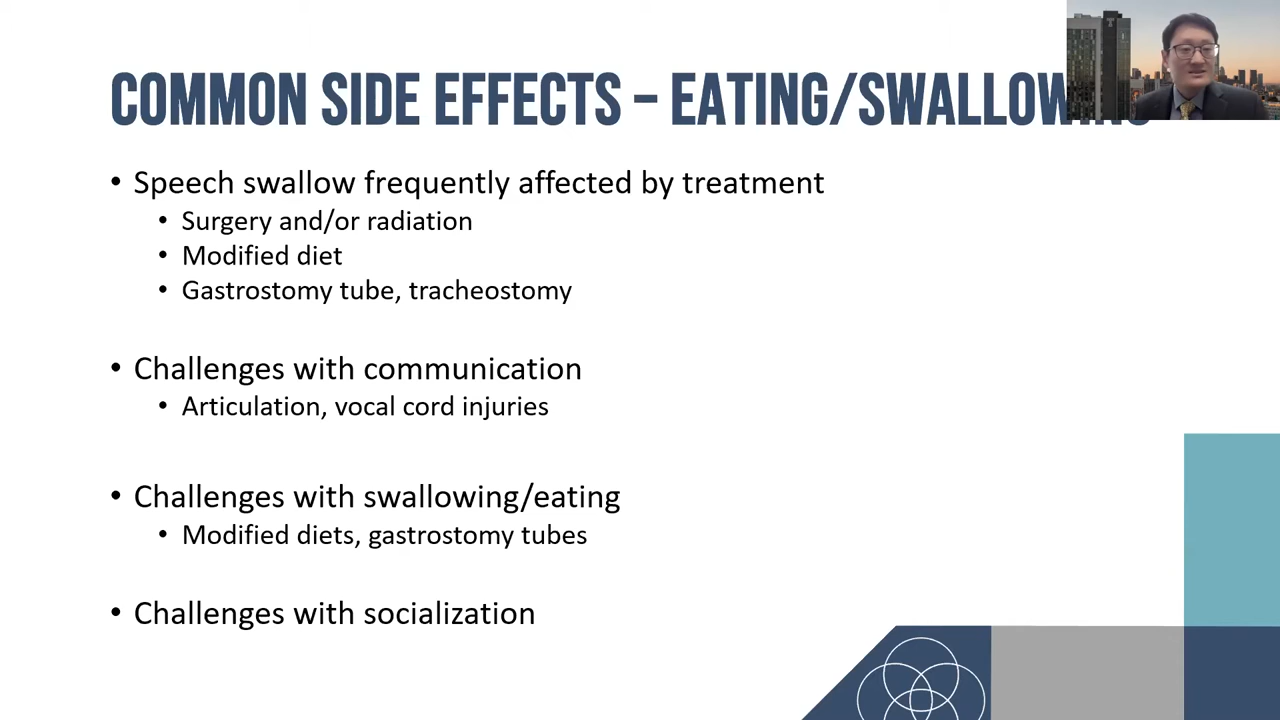 COMMON SIDE EFFECTS – EATING/SWALLOWING
• Speech swallow frequently affected by treatment
• Surgery and/or radiation
• Modified diet
• Gastrostomy tube, tracheostomy
• Challenges with communication
• Articulation, vocal cord injuries
• Challenges with swallowing/eating
• Modified diets, gastrostomy tubes
• Challenges with socialization